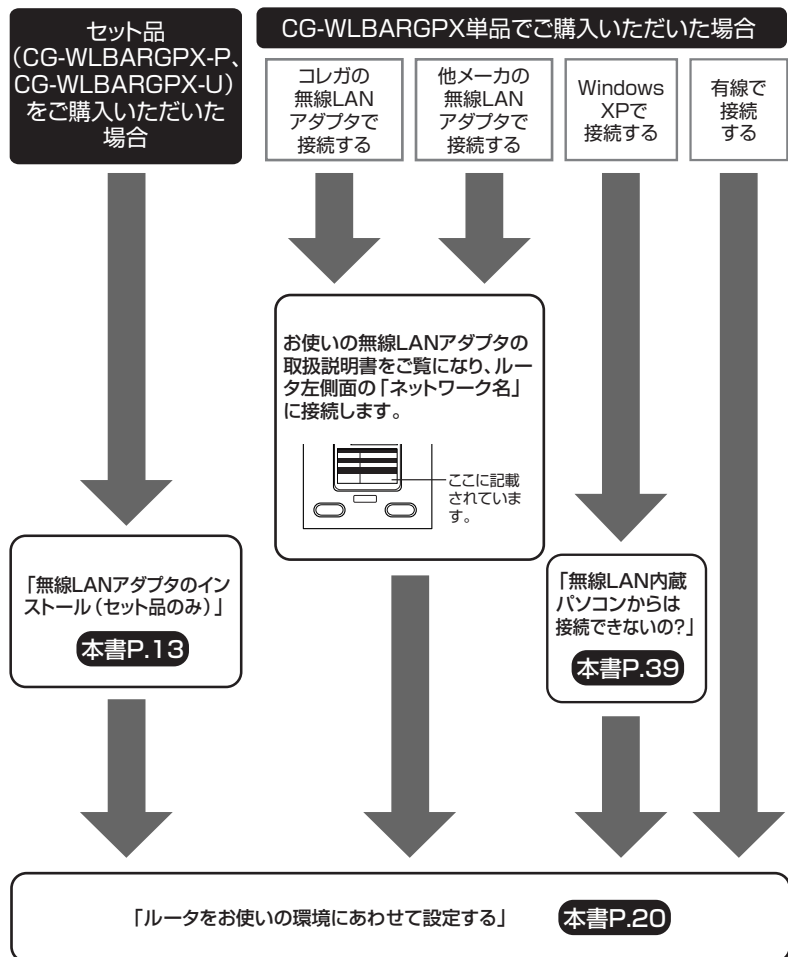 セット品
（CG-WLBARGPX-P、
CG-WLBARGPX-U）
をご購入いただいた
場合
CG-WLBARGPX単品でご購入いただいた場合
コレガの
無線LAN
アダプタで
接続する
他メーカの
無線LAN
アダプタで
接続する
Windows
XPで
接続する
有線で
接続
する
お使いの無線LANアダプタの
取扱説明書をご覧になり、ルー
タ左側面の「ネットワーク名」
に接続します。
ここに記載
されていま
す。
「無線LANアダプタのイン
ストール（セット品のみ）」
本書P.13
「無線LAN内蔵
パソコンからは
接続できないの？」
本書P.39
「ルータをお使いの環境にあわせて設定する」
本書P.20